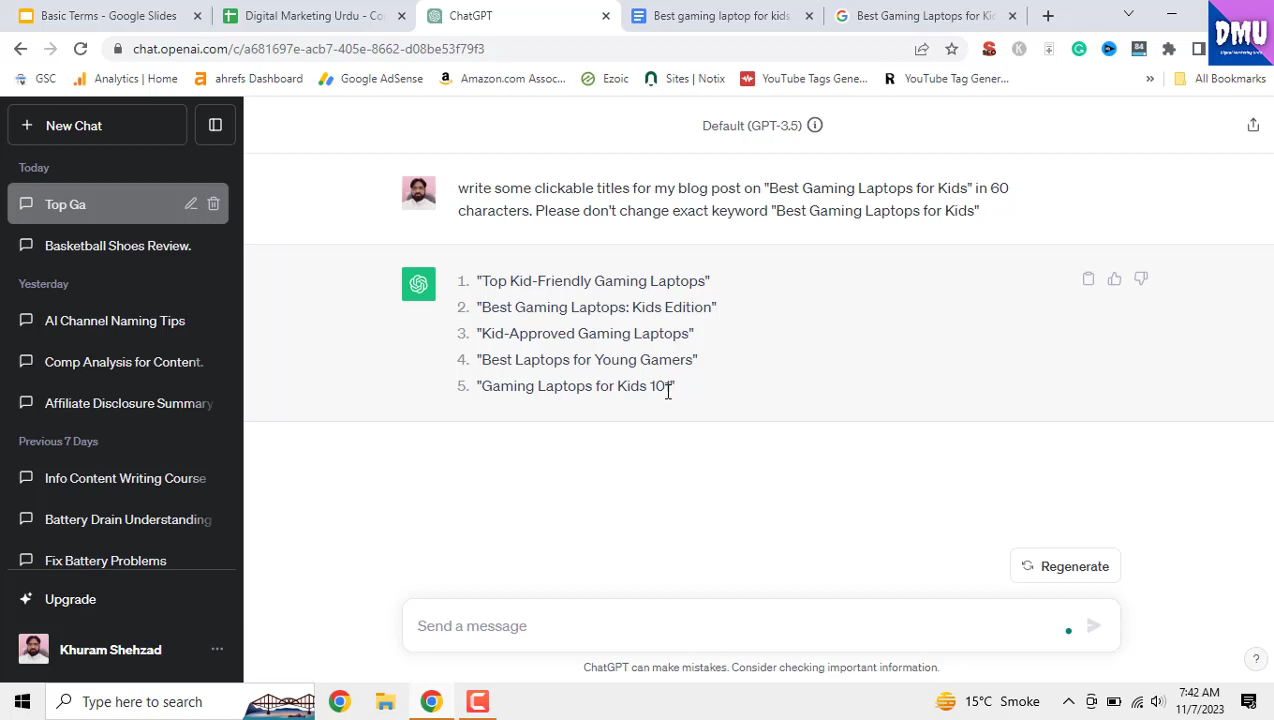 Basic Terms - Google Slides
Digital Marketing Urdu - on
ChatGPT
Best gaming laptop for kids
Best Gaming Laptops for Ki
DMU
chat.openai.com/c/a681697e-acb7-405e-8662-d08be53f79f3
84
GSC
Analytics | Home
ahrefs Dashboard
Google AdSense
Amazon.com Assoc...
Ezoic
Sites | Notix
YouTube Tags Gene...
YouTube Tag Gener...
All Bookmarks
New Chat
Default (GPT-3.5)
Today
Top Ga
Basketball Shoes Review.
Yesterday
AI Channel Naming Tips
Comp Analysis for Content.
Affiliate Disclosure Summary
Previous 7 Days
Info Content Writing Course
Battery Drain Understanding
Fix Battery Problems
Upgrade
Khuram Shehzad
write some clickable titles for my blog post on "Best Gaming Laptops for Kids" in 60
characters. Please don't change exact keyword "Best Gaming Laptops for Kids"
1. "Top Kid-Friendly Gaming Laptops"
2. "Best Gaming Laptops: Kids Edition"
3. "Kid-Approved Gaming Laptops"
4. "Best Laptops for Young Gamers"
5. "Gaming Laptops for Kids 101"
Regenerate
Send a message
ChatGPT can make mistakes. Consider checking important information.
?
Type here to search
15°C Smoke
7:42 AM
11/7/2023